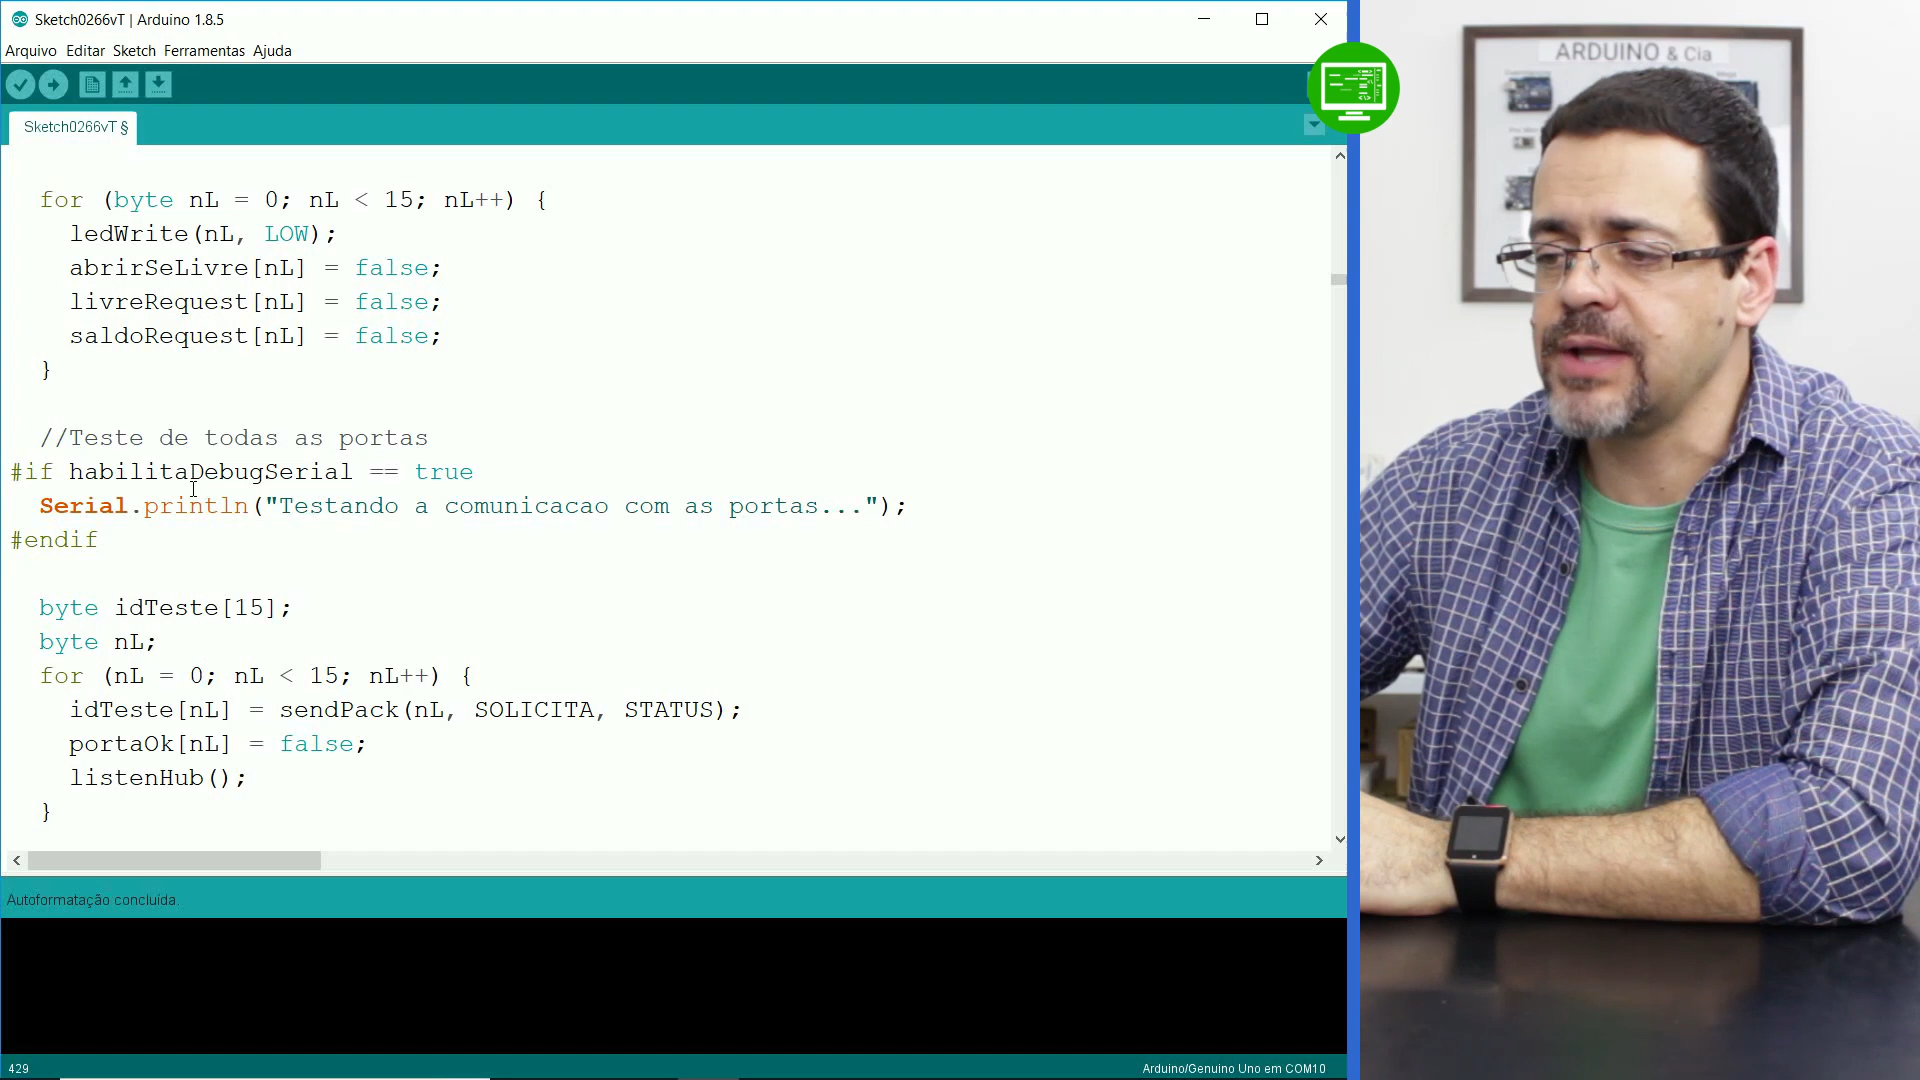 Sketch0266vT | Arduino 1.8.5
Arquivo Editar Sketch Ferramentas Ajuda
Sketch0266vT §
for (byte nL = 0; nL < 15; nL++) {
ledWrite(nL, LOW);
abrirSeLivre[nL] = false;
livreRequest[nL] = false;
saldoRequest[nL] = false;
}
//Teste de todas as portas
#if habilitaDebugSerial == true
Serial.println("Testando a comunicacao com as portas...");
#endif
byte idTeste[15];
byte nL;
for (nL = 0; nL < 15; nL++) {
idTeste[nL] = sendPack(nL, SOLICITA, STATUS);
portaOk[nL] = false;
listenHub();
}
Autoformatação concluída.
429
Arduino/Genuino Uno em COM10
ARDUINO & Cia